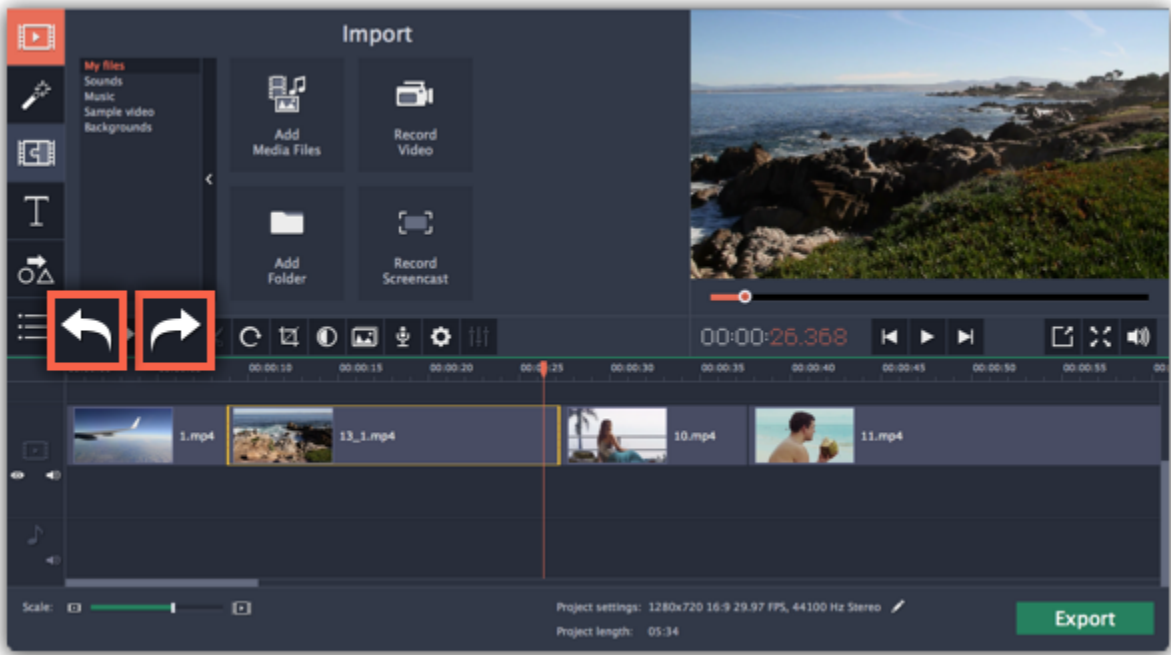 Import
My files
Sounds
Music
Sample video
Backgrounds
Add
Media Files
Record
Video
Add
Folder
Record
Screencast
00:00:26.368
00:00:10
00:00:15
00:00:20
00:00:25
00:00:30
00:00:35
00:00:40
00:00:45
00:00:50
00:00:55
1.mp4
13_1.mp4
10.mp4
11.mp4
Scale:
Project settings: 1280x720 16:9 29.97 FPS, 44100 Hz Stereo
Project length: 05:34
Export